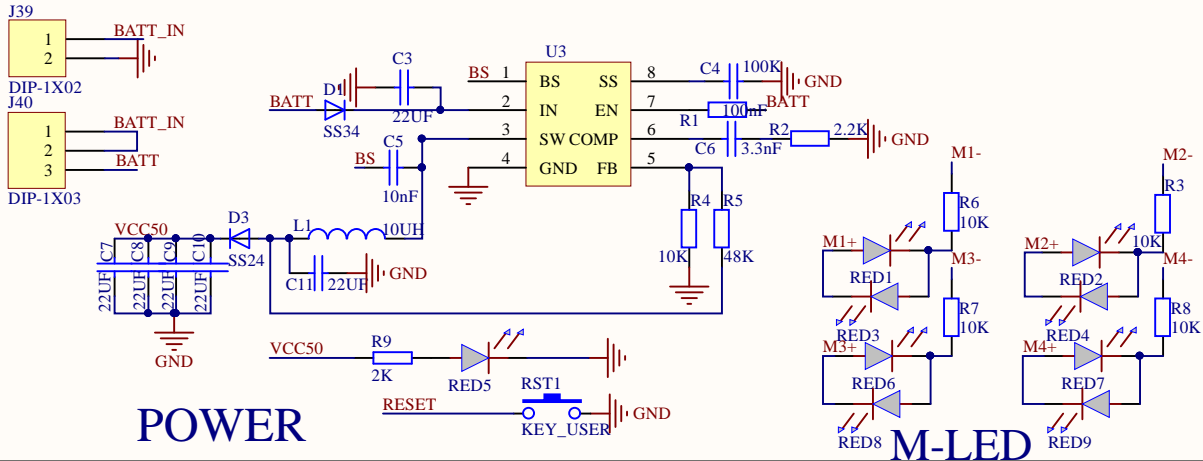 J39
1
BATT_IN
2
DIP-1X02
J40
1
BATT_IN
2
3
BATT
DIP-1X03
U3
BS 1 BS SS 8 C4 100K GND
BATT D1 SS34 C3 22UF 2 IN EN 7 R1 100nF BATT
3 SW COMP 6 C6 3.3nF R2 2.2K GND
4 GND FB 5
BS C5 10nF
R4 10K
R5 48K
VCC50 D3 SS24 L1 10UH
C7 22UF
C8 22UF
C9 22UF
C10 22UF
GND
C11 22UF GND
VCC50 R9 2K RED5
RESET RST1 KEY_USER GND
POWER
M1-
R6
10K
M1+
RED1
RED3
M3-
R7
10K
M3+
RED6
RED8
M2-
R3
10K
M2+
RED2
RED4
M4-
R8
10K
M4+
RED7
RED9
M-LED